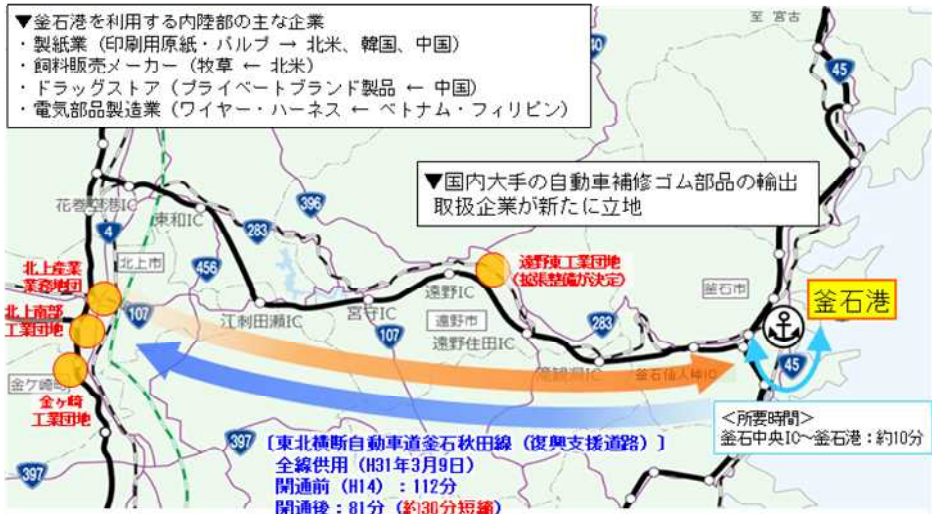 ▼釜石港を利用する内陸部の主な企業
・製紙業（印刷用原紙・パルプ → 北米、韓国、中国）
・飼料販売メーカー（牧草 ← 北米）
・ドラッグストア（プライベートブランド製品 ← 中国）
・電気部品製造業（ワイヤー・ハーネス ← ベトナム・フィリピン）
至 宮古
40
45
▼国内大手の自動車補修ゴム部品の輸出
取扱企業が新たに立地
花巻空港IC
東和IC
396
4
283
北上産業
業務地団
北上市
456
遠野東工業団地
(拡張整備が決定)
釜石市
釜石港
北上南部
工業団地
107
江刺田瀬IC
宮守IC
遠野IC
107
遠野市
遠野住田IC
283
滝観洞IC
釜石仙人峠IC
45
金ケ崎町
金ヶ崎
工業団地
<所要時間>
釜石中央IC～釜石港：約10分
397
397
［東北横断自動車道釜石秋田線（復興支援道路）］
全線供用（H31年3月9日）
開通前（H14）：112分
開通後：81分（約30分短縮）